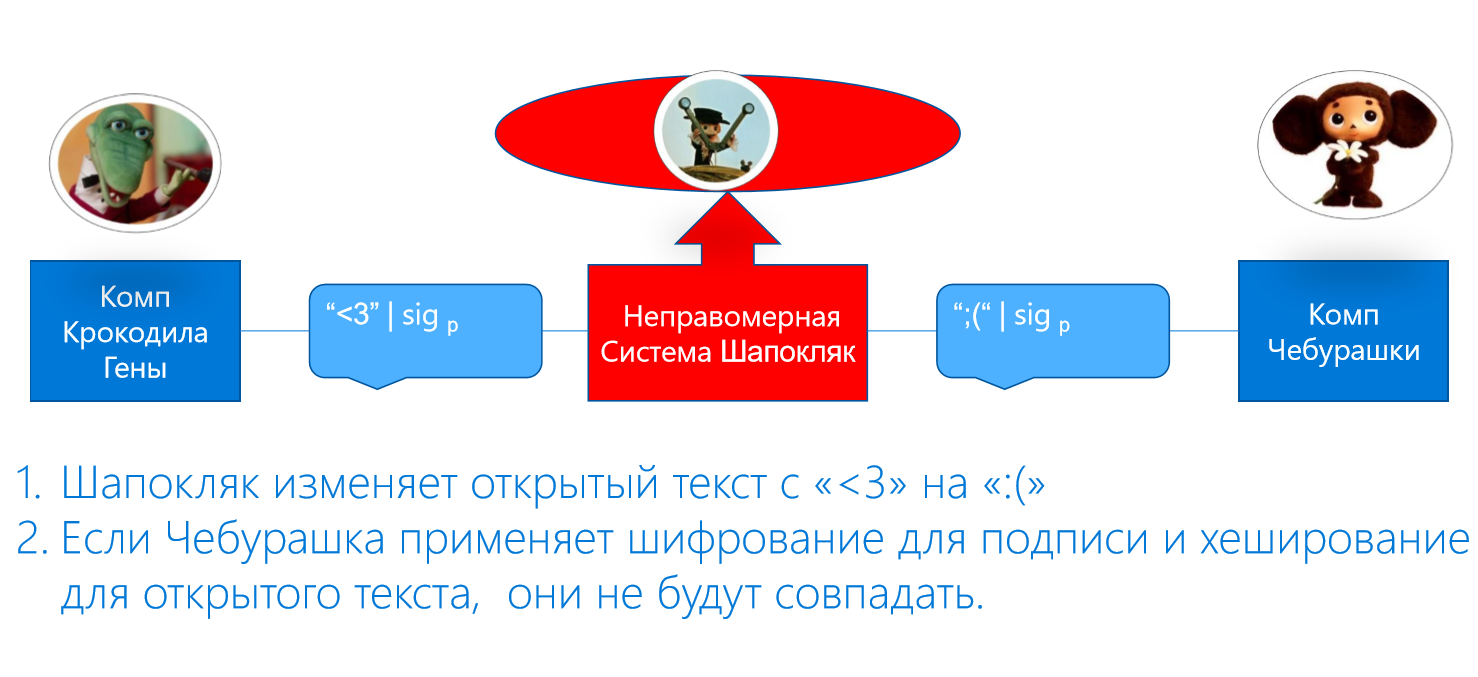 Комп
Крокодила
Гены
“<3” | sig p
Неправомерная
Система Шапокляк
“;(“ | sig p
Комп
Чебурашки
1. Шапокляк изменяет открытый текст с «<3» на «:(»
2. Если Чебурашка применяет шифрование для подписи и хеширование
для открытого текста, они не будут совпадать.